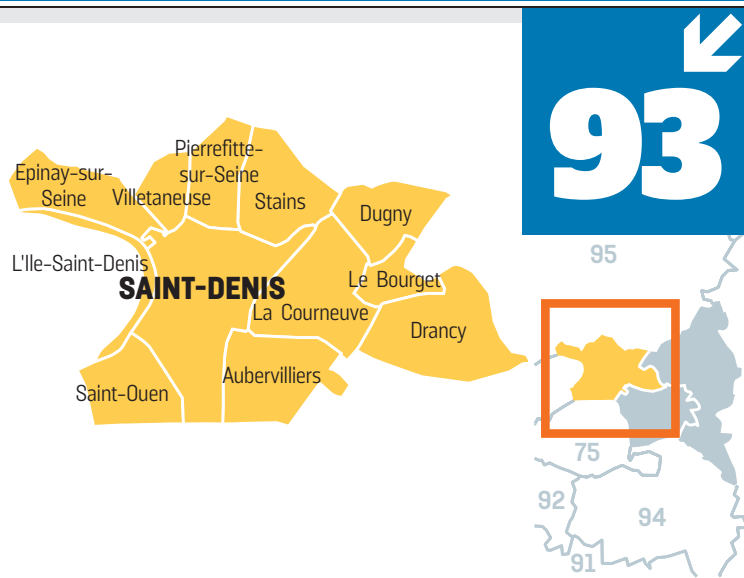 93
Pierrefitte-
sur-Seine
Epinay-sur-
Seine
Villetaneuse
Stains
Dugny
L'Ile-Saint-Denis
SAINT-DENIS
Le Bourget
La Courneuve
Drancy
Saint-Ouen
Aubervilliers
95
75
92
94
91